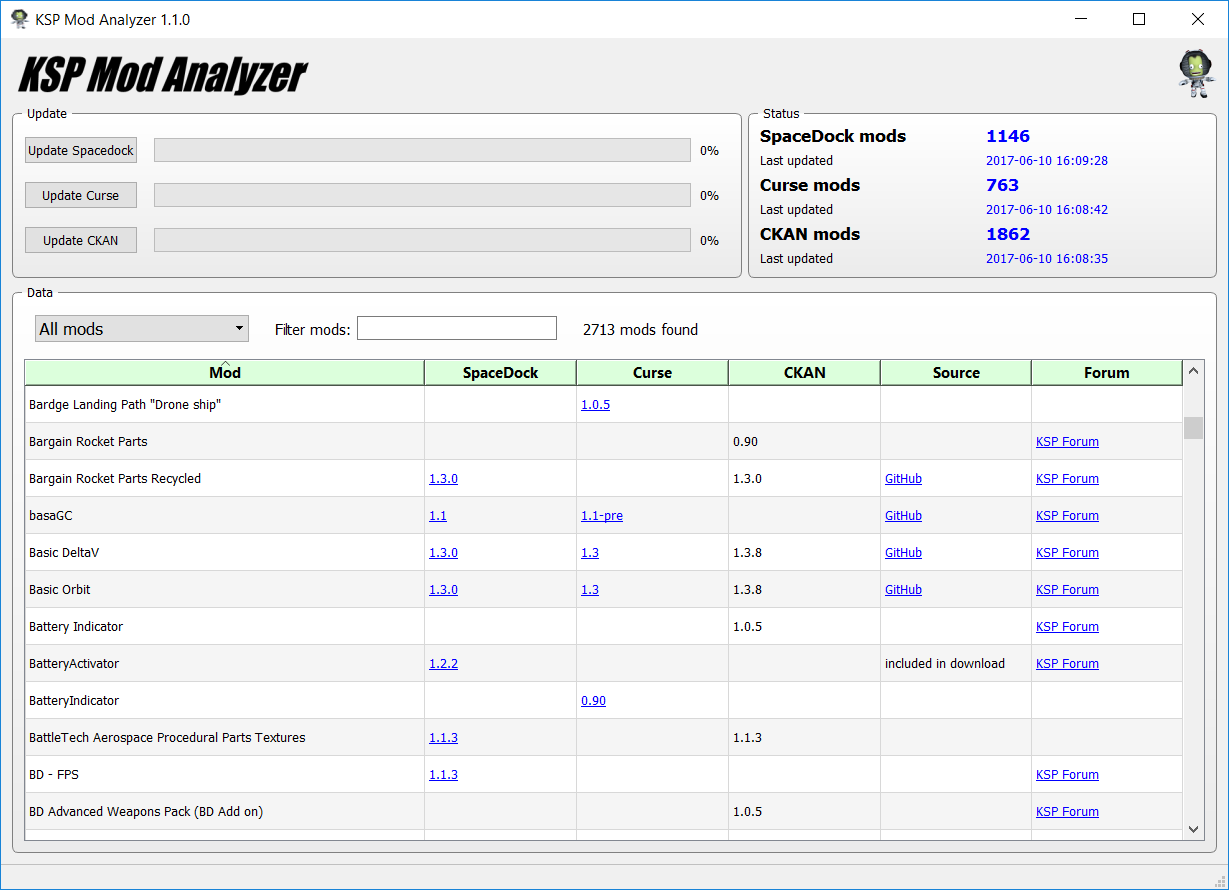 KSP Mod Analyzer 1.1.0
KSP Mod Analyzer
Update
Update Spacedock 0%
Update Curse 0%
Update CKAN 0%
Status
SpaceDock mods 1146
Last updated 2017-06-10 16:09:28
Curse mods 763
Last updated 2017-06-10 16:08:42
CKAN mods 1862
Last updated 2017-06-10 16:08:35
Data
All mods Filter mods: 2713 mods found
Mod SpaceDock Curse CKAN Source Forum
Bardge Landing Path "Drone ship" 1.0.5
Bargain Rocket Parts 0.90 KSP Forum
Bargain Rocket Parts Recycled 1.3.0 1.3.0 GitHub KSP Forum
basaGC 1.1 1.1-pre GitHub KSP Forum
Basic DeltaV 1.3.0 1.3 1.3.8 GitHub KSP Forum
Basic Orbit 1.3.0 1.3 1.3.8 GitHub KSP Forum
Battery Indicator 1.0.5 KSP Forum
BatteryActivator 1.2.2 included in download KSP Forum
BatteryIndicator 0.90
BattleTech Aerospace Procedural Parts Textures 1.1.3 1.1.3
BD - FPS 1.1.3 KSP Forum
BD Advanced Weapons Pack (BD Add on) 1.0.5 KSP Forum